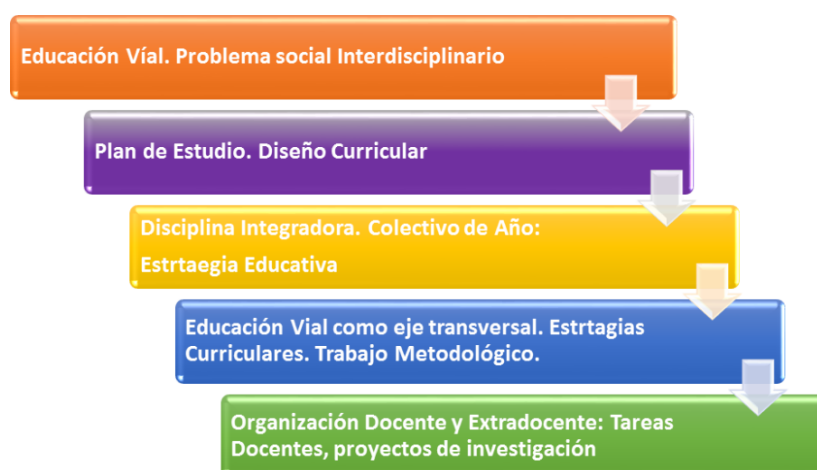 Educación Víal. Problema social Interdisciplinario
Plan de Estudio. Diseño Curricular
Disciplina Integradora. Colectivo de Año:
Estrtaegia Educativa
Educación Vial como eje transversal. Estrtagias
Curriculares. Trabajo Metodológico.
Organización Docente y Extradocente: Tareas
Docentes, proyectos de investigación